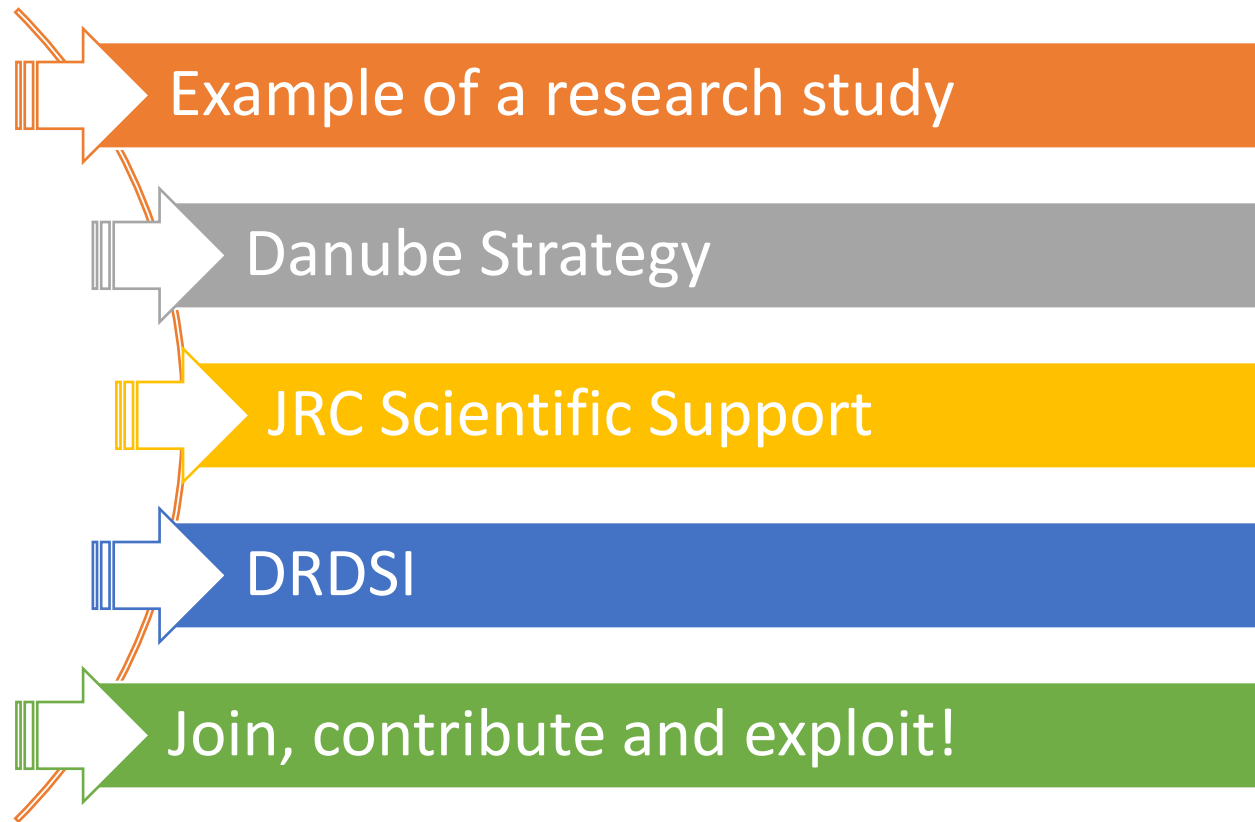 Example of a research study
Danube Strategy
JRC Scientific Support
DRDSI
Join, contribute and exploit!